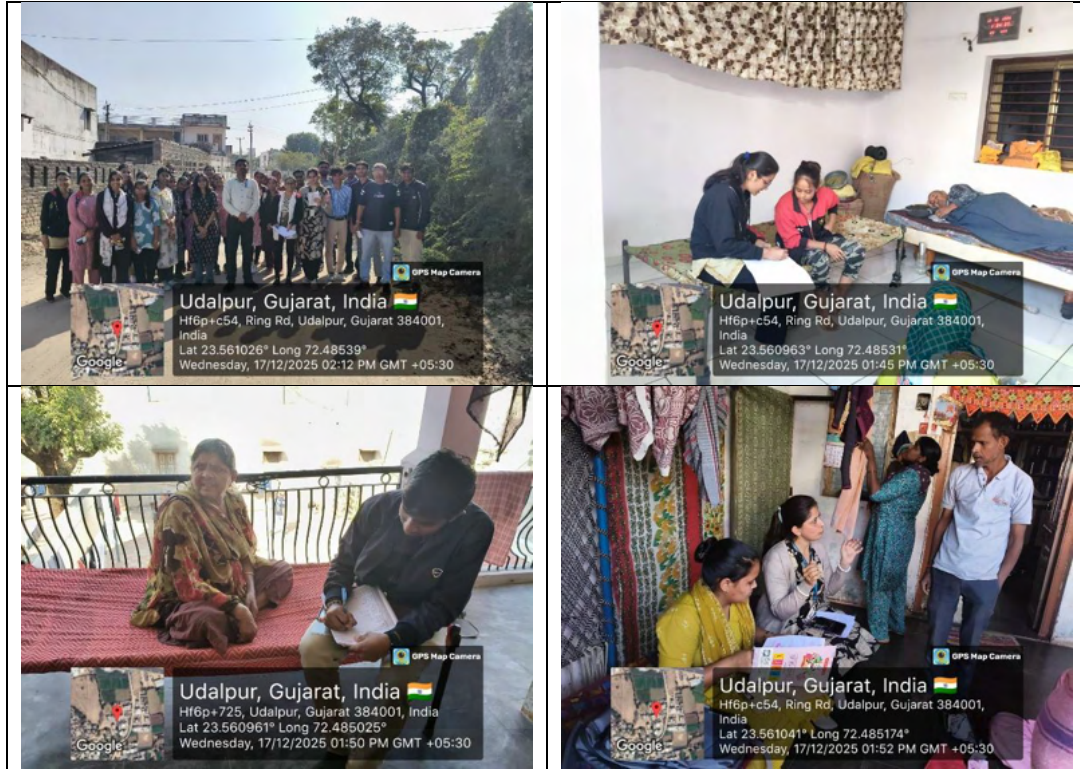 GPS Map Camera
Udalpur, Gujarat, India
Hf6p+c54, Ring Rd, Udalpur, Gujarat 384001,
India
Lat 23.561026° Long 72.48539°
Wednesday, 17/12/2025 02:12 PM GMT +05:30
Google
GPS Map Camera
Udalpur, Gujarat, India
Hf6p+c54, Ring Rd, Udalpur, Gujarat 384001,
India
Lat 23.560963° Long 72.48531°
Wednesday, 17/12/2025 01:45 PM GMT +05:30
Google
GPS Map Camera
Udalpur, Gujarat, India
Hf6p+725, Udalpur, Gujarat 384001, India
Lat 23.560961° Long 72.485025°
Wednesday, 17/12/2025 01:50 PM GMT +05:30
Google
GPS Map Camera
Udalpur, Gujarat, India
Hf6p+c54, Ring Rd, Udalpur, Gujarat 384001,
India
Lat 23.561041° Long 72.485174°
Wednesday, 17/12/2025 01:52 PM GMT +05:30
Google